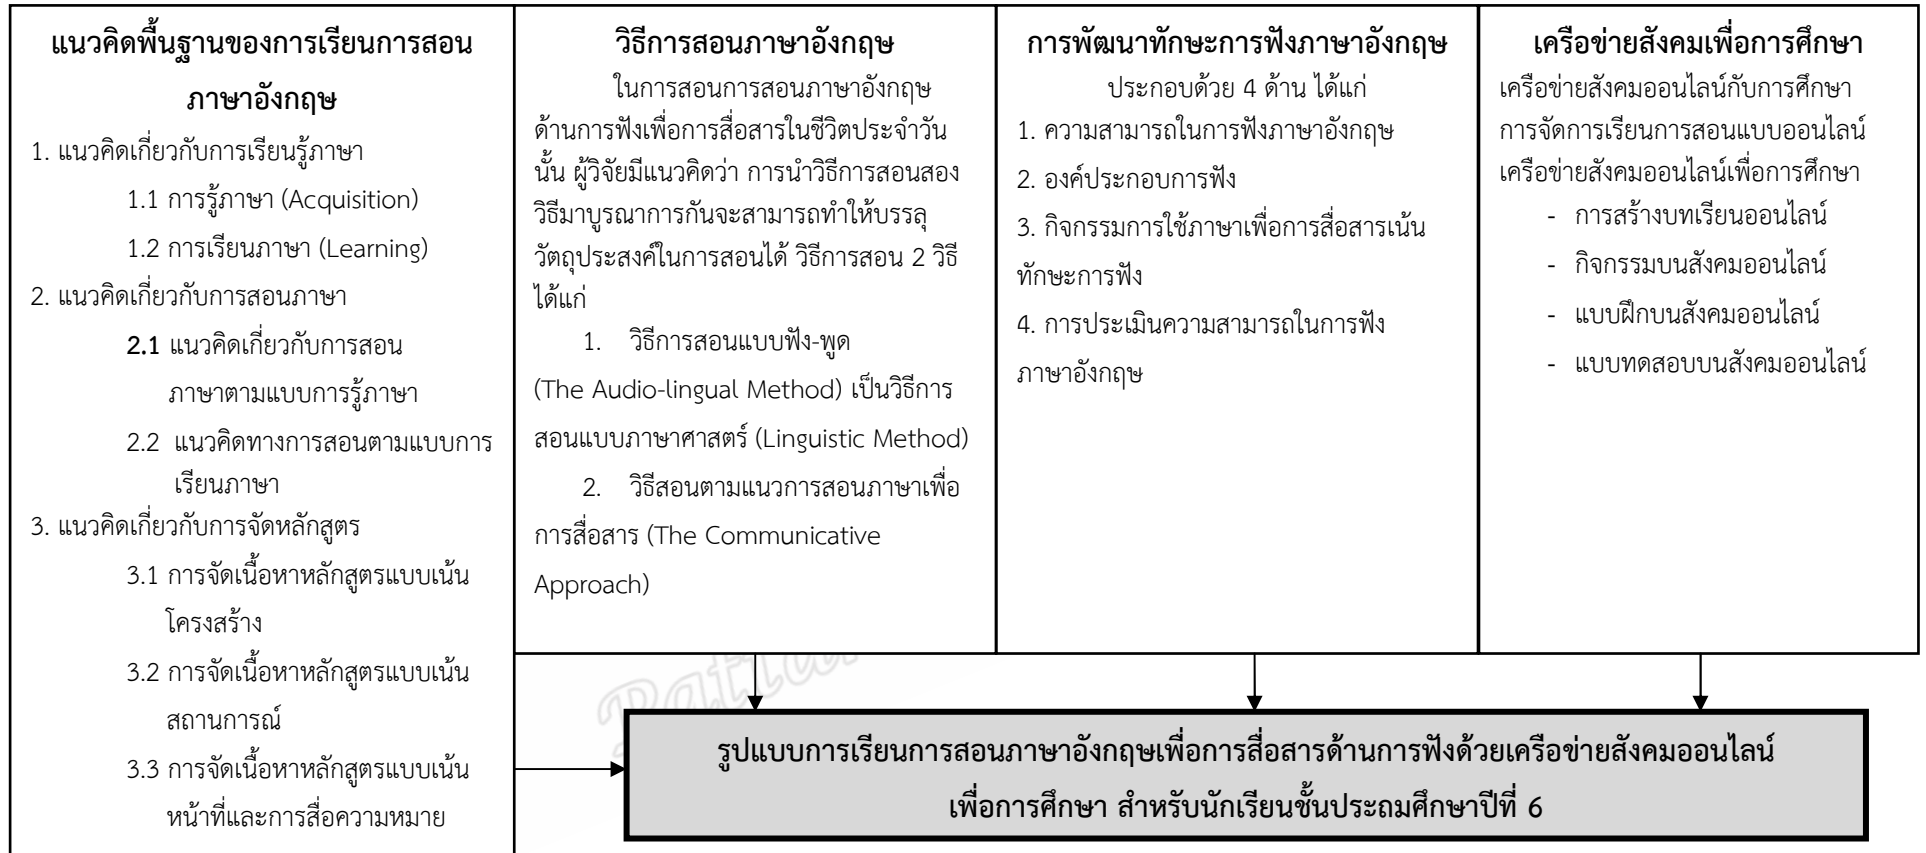 แนวคิดพื้นฐานของการเรียนการสอน
ภาษาอังกฤษ
1. แนวคิดเกี่ยวกับการเรียนรู้ภาษา
1.1 การรู้ภาษา (Acquisition)
1.2 การเรียนภาษา (Learning)
2. แนวคิดเกี่ยวกับการสอนภาษา
2.1 แนวคิดเกี่ยวกับการสอน
ภาษาตามแบบการรู้ภาษา
2.2 แนวคิดทางการสอนตามแบบการ
เรียนภาษา
3. แนวคิดเกี่ยวกับการจัดหลักสูตร
3.1 การจัดเนื้อหาหลักสูตรแบบเน้น
โครงสร้าง
3.2 การจัดเนื้อหาหลักสูตรแบบเน้น
สถานการณ์
3.3 การจัดเนื้อหาหลักสูตรแบบเน้น
หน้าที่และการสื่อความหมาย
วิธีการสอนภาษาอังกฤษ
ในการสอนการสอนภาษาอังกฤษ
ด้านการฟังเพื่อการสื่อสารในชีวิตประจำวัน
นั้น ผู้วิจัยมีแนวคิดว่า การนำวิธีการสอนสอง
วิธีมาบูรณาการกันจะสามารถทำให้บรรลุ
วัตถุประสงค์ในการสอนได้ วิธีการสอน 2 วิธี
ได้แก่
1. วิธีการสอนแบบฟัง-พูด
(The Audio-lingual Method) เป็นวิธีการ
สอนแบบภาษาศาสตร์ (Linguistic Method)
2. วิธีสอนตามแนวการสอนภาษาเพื่อ
การสื่อสาร (The Communicative
Approach)
การพัฒนาทักษะการฟังภาษาอังกฤษ
ประกอบด้วย 4 ด้าน ได้แก่
1. ความสามารถในการฟังภาษาอังกฤษ
2. องค์ประกอบการฟัง
3. กิจกรรมการใช้ภาษาเพื่อการสื่อสารเน้น
ทักษะการฟัง
4. การประเมินความสามารถในการฟัง
ภาษาอังกฤษ
เครือข่ายสังคมเพื่อการศึกษา
เครือข่ายสังคมออนไลน์กับการศึกษา
การจัดการเรียนการสอนแบบออนไลน์
เครือข่ายสังคมออนไลน์เพื่อการศึกษา
- การสร้างบทเรียนออนไลน์
- กิจกรรมบนสังคมออนไลน์
- แบบฝึกบนสังคมออนไลน์
- แบบทดสอบบนสังคมออนไลน์
รูปแบบการเรียนการสอนภาษาอังกฤษเพื่อการสื่อสารด้านการฟังด้วยเครือข่ายสังคมออนไลน์
เพื่อการศึกษา สำหรับนักเรียนชั้นประถมศึกษาปีที่ 6